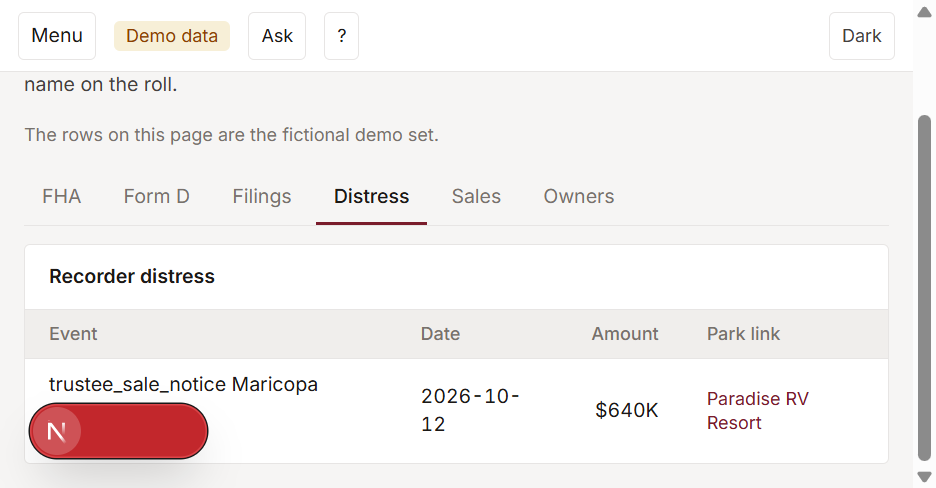 Menu
Demo data
Ask
?
Dark
name on the roll.
The rows on this page are the fictional demo set.
FHA
Form D
Filings
Distress
Sales
Owners
Recorder distress
Event
Date
Amount
Park link
trustee_sale_notice Maricopa
2026-10-
12
$640K
Paradise RV
Resort
N